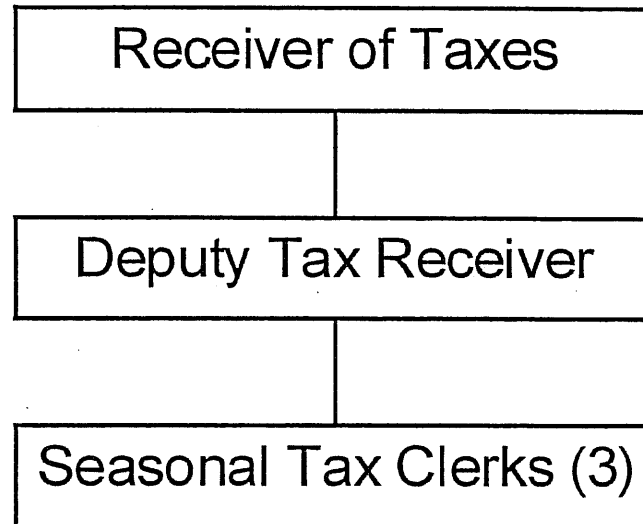 Receiver of Taxes
Deputy Tax Receiver
Seasonal Tax Clerks (3)